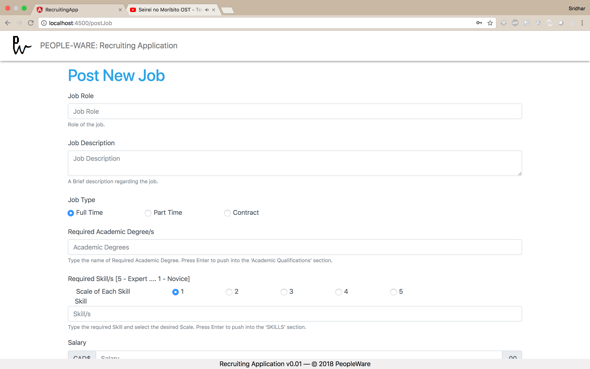 RecruitingApp
Seirei no Moribito OST - To
Sridhar
localhost:4500/postJob
PEOPLE-WARE: Recruiting Application
Post New Job
Job Role
Job Role
Role of the job.
Job Description
Job Description
A Brief description regarding the job.
Job Type
Full Time Part Time Contract
Required Academic Degree/s
Academic Degrees
Type the name of Required Academic Degree. Press Enter to push into the 'Academic Qualifications' section.
Required Skill/s [5 - Expert .... 1 - Novice]
Scale of Each Skill 1 2 3 4 5
Skill
Skill/s
Type the required Skill and select the desired Scale. Press Enter to push into the 'SKILLS' section.
Salary
CAD$ Salary .00
Recruiting Application v0.01 — © 2018 PeopleWare